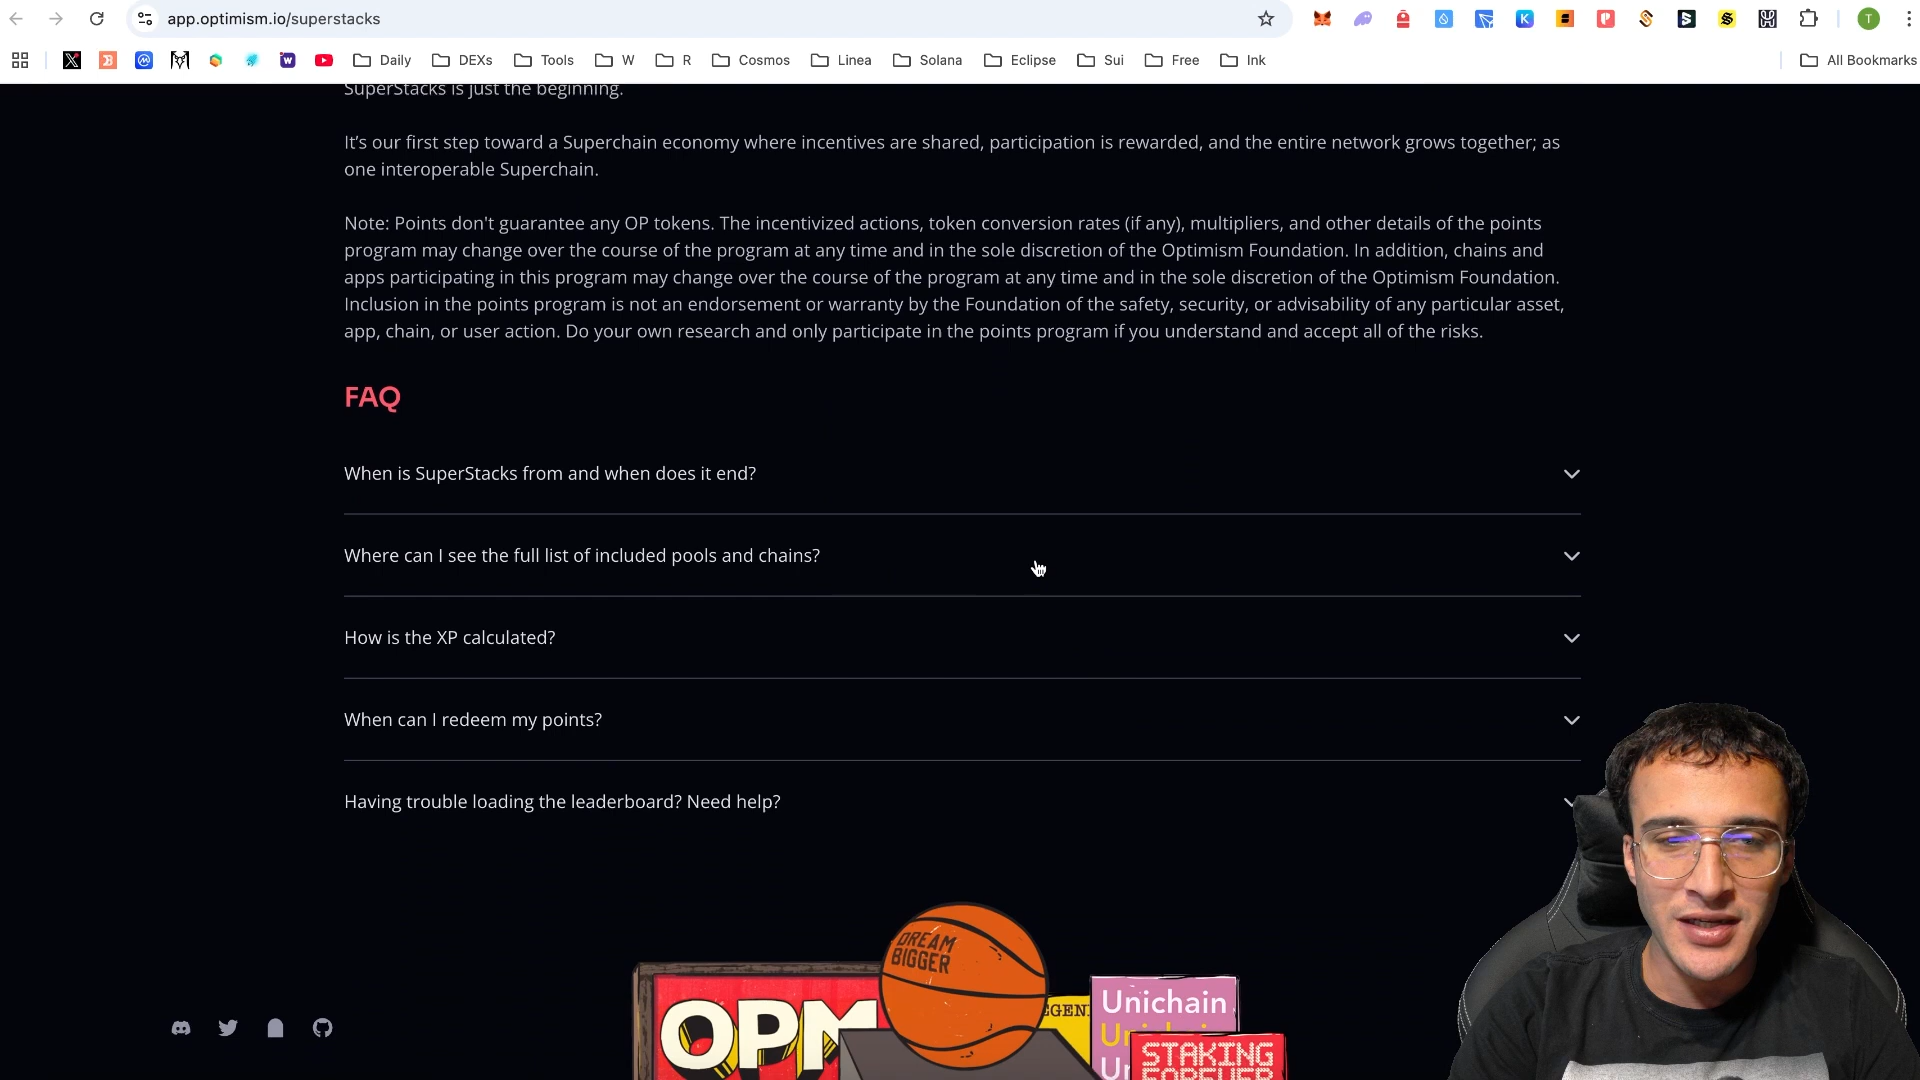 app.optimism.io/superstacks
T
Daily
DEXs
Tools
W
R
Cosmos
Linea
Solana
Eclipse
Sui
Free
Ink
All Bookmarks
SuperStacks is just the beginning.
It's our first step toward a Superchain economy where incentives are shared, participation is rewarded, and the entire network grows together; as
one interoperable Superchain.
Note: Points don't guarantee any OP tokens. The incentivized actions, token conversion rates (if any), multipliers, and other details of the points
program may change over the course of the program at any time and in the sole discretion of the Optimism Foundation. In addition, chains and
apps participating in this program may change over the course of the program at any time and in the sole discretion of the Optimism Foundation.
Inclusion in the points program is not an endorsement or warranty by the Foundation of the safety, security, or advisability of any particular asset,
app, chain, or user action. Do your own research and only participate in the points program if you understand and accept all of the risks.
FAQ
When is SuperStacks from and when does it end?
Where can I see the full list of included pools and chains?
How is the XP calculated?
When can I redeem my points?
Having trouble loading the leaderboard? Need help?
DREAM
BIGGER
OPM
Unichain
STAKING
FOREVER